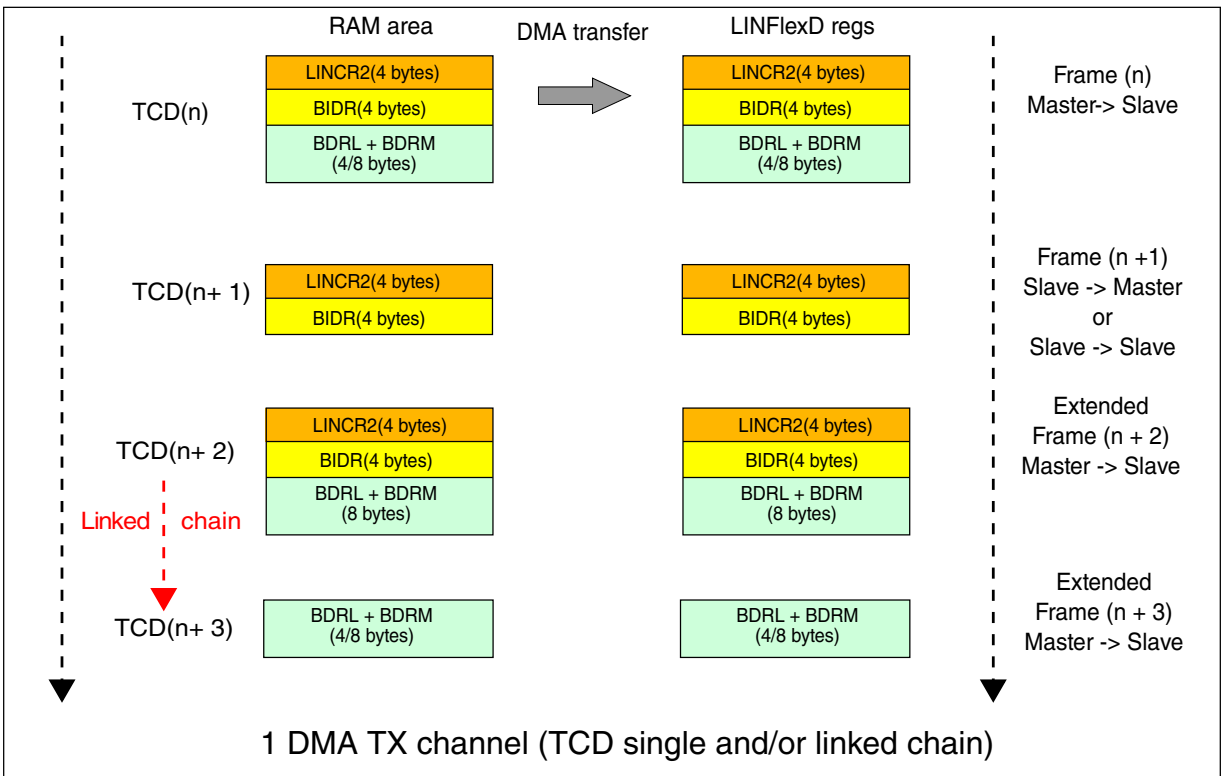 RAM area
DMA transfer
LINFlexD regs
TCD(n)
LINCR2(4 bytes)
BIDR(4 bytes)
BDRL + BDRM
(4/8 bytes)
LINCR2(4 bytes)
BIDR(4 bytes)
BDRL + BDRM
(4/8 bytes)
Frame (n)
Master-> Slave
TCD(n+ 1)
LINCR2(4 bytes)
BIDR(4 bytes)
LINCR2(4 bytes)
BIDR(4 bytes)
Frame (n +1)
Slave -> Master
or
Slave -> Slave
TCD(n+ 2)
LINCR2(4 bytes)
BIDR(4 bytes)
BDRL + BDRM
(8 bytes)
LINCR2(4 bytes)
BIDR(4 bytes)
BDRL + BDRM
(8 bytes)
Extended
Frame (n + 2)
Master -> Slave
Linked chain
TCD(n+ 3)
BDRL + BDRM
(4/8 bytes)
BDRL + BDRM
(4/8 bytes)
Extended
Frame (n + 3)
Master -> Slave
1 DMA TX channel (TCD single and/or linked chain)